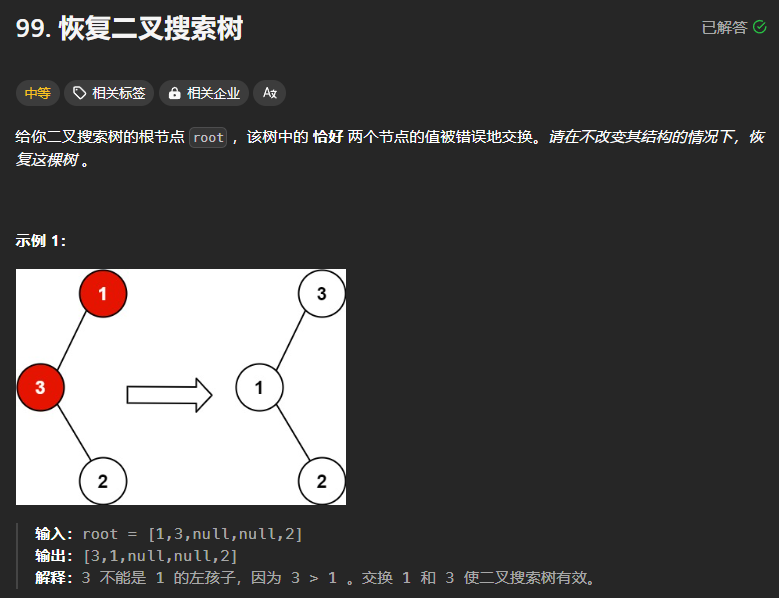 99. 恢复二叉搜索树
已解答
中等
相关标签
相关企业
A文
给你二叉搜索树的根节点 root ，该树中的 恰好 两个节点的值被错误地交换。请在不改变其结构的情况下，恢
复这棵树 。
示例 1：
1
3
2
3
1
2
输入：root = [1,3,null,null,2]
输出：[3,1,null,null,2]
解释：3 不能是 1 的左孩子，因为 3 > 1 。交换 1 和 3 使二叉搜索树有效。